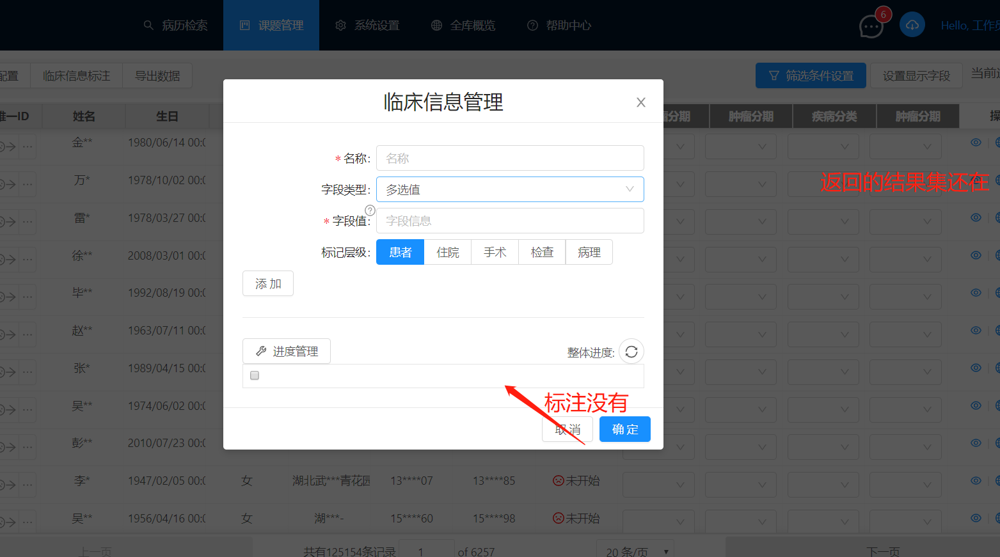 病历检索 课题管理 系统设置 全库概览 帮助中心 6 Hello, 工作
配置 临床信息标注 导出数据 筛选条件设置 设置显示字段 当前
临床信息管理
一ID 姓名 生日 分期 肿瘤分期 疾病分类 肿瘤分期
金** 1980/06/14 00:0
* 名称: 名称
万* 1978/10/02 00:0
返回的结果集还在
字段类型: 多选值
雷* 1978/03/27 00:0
* 字段值: 字段信息
标记层级: 患者 住院 手术 检查 病理
徐** 2008/03/01 00:0
添 加
毕** 1992/08/19 00:0
赵** 1963/07/11 00:0
进度管理 整体进度:
张* 1989/04/15 00:0
标注没有
吴** 1974/06/02 00:0
取 消 确 定
彭** 2010/07/23 00:0
李* 1947/02/05 00:0 女 湖北武***青花园 13****07 13****85 未开始
吴** 1956/04/16 00:0 女 湖***- 15****60 15****98 未开始
上一页 共有125154条记录 1 of 6257 20 条/页 下一页